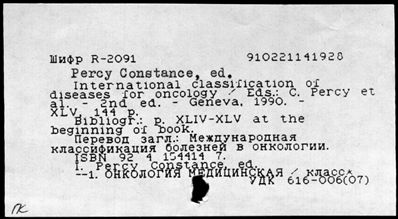 Шифр R-2091 910221141928
Percy Constance, ed.
International classification of
diseases for oncology / Eds.: C. Percy et
al. - 2nd ed. - Geneva, 1990. -
XLV, 144 p.
Bibliogr.: p. XLIV-XLV at the
beginning of book.
Перевод загл.: Международная
классификация болезней в онкологии.
ISBN 92 4 154414 7.
I. Percy Constance, ed.
--1. ОНКОЛОГИЯ МЕДИЦИНСКАЯ / класс
УДК 616-006(07)
ПК